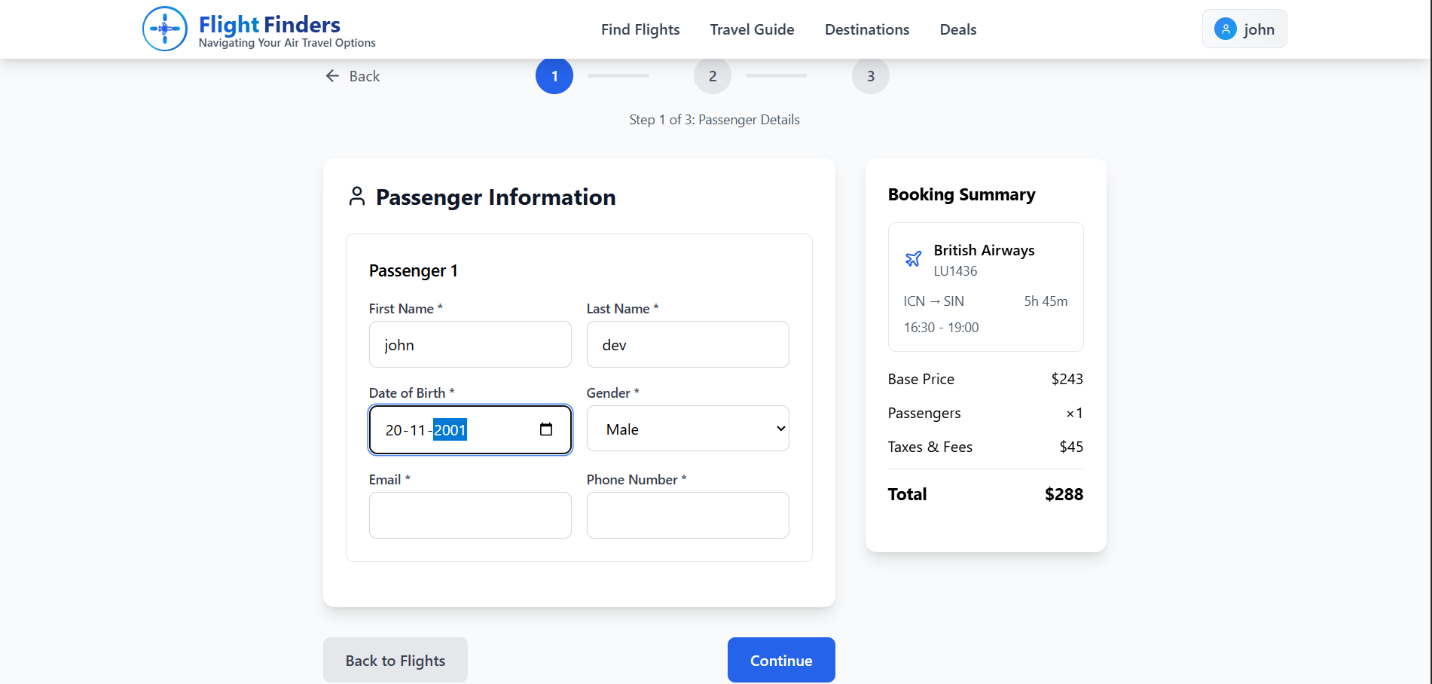 Flight Finders
Navigating Your Air Travel Options
Find Flights
Travel Guide
Destinations
Deals
john
Back
1
2
3
Step 1 of 3: Passenger Details
Passenger Information
Passenger 1
First Name *
Last Name *
john
dev
Date of Birth *
Gender *
20-11-2001
Male
Email *
Phone Number *
Back to Flights
Continue
Booking Summary
British Airways
LU1436
ICN → SIN 5h 45m
16:30 - 19:00
Base Price $243
Passengers ×1
Taxes & Fees $45
Total $288